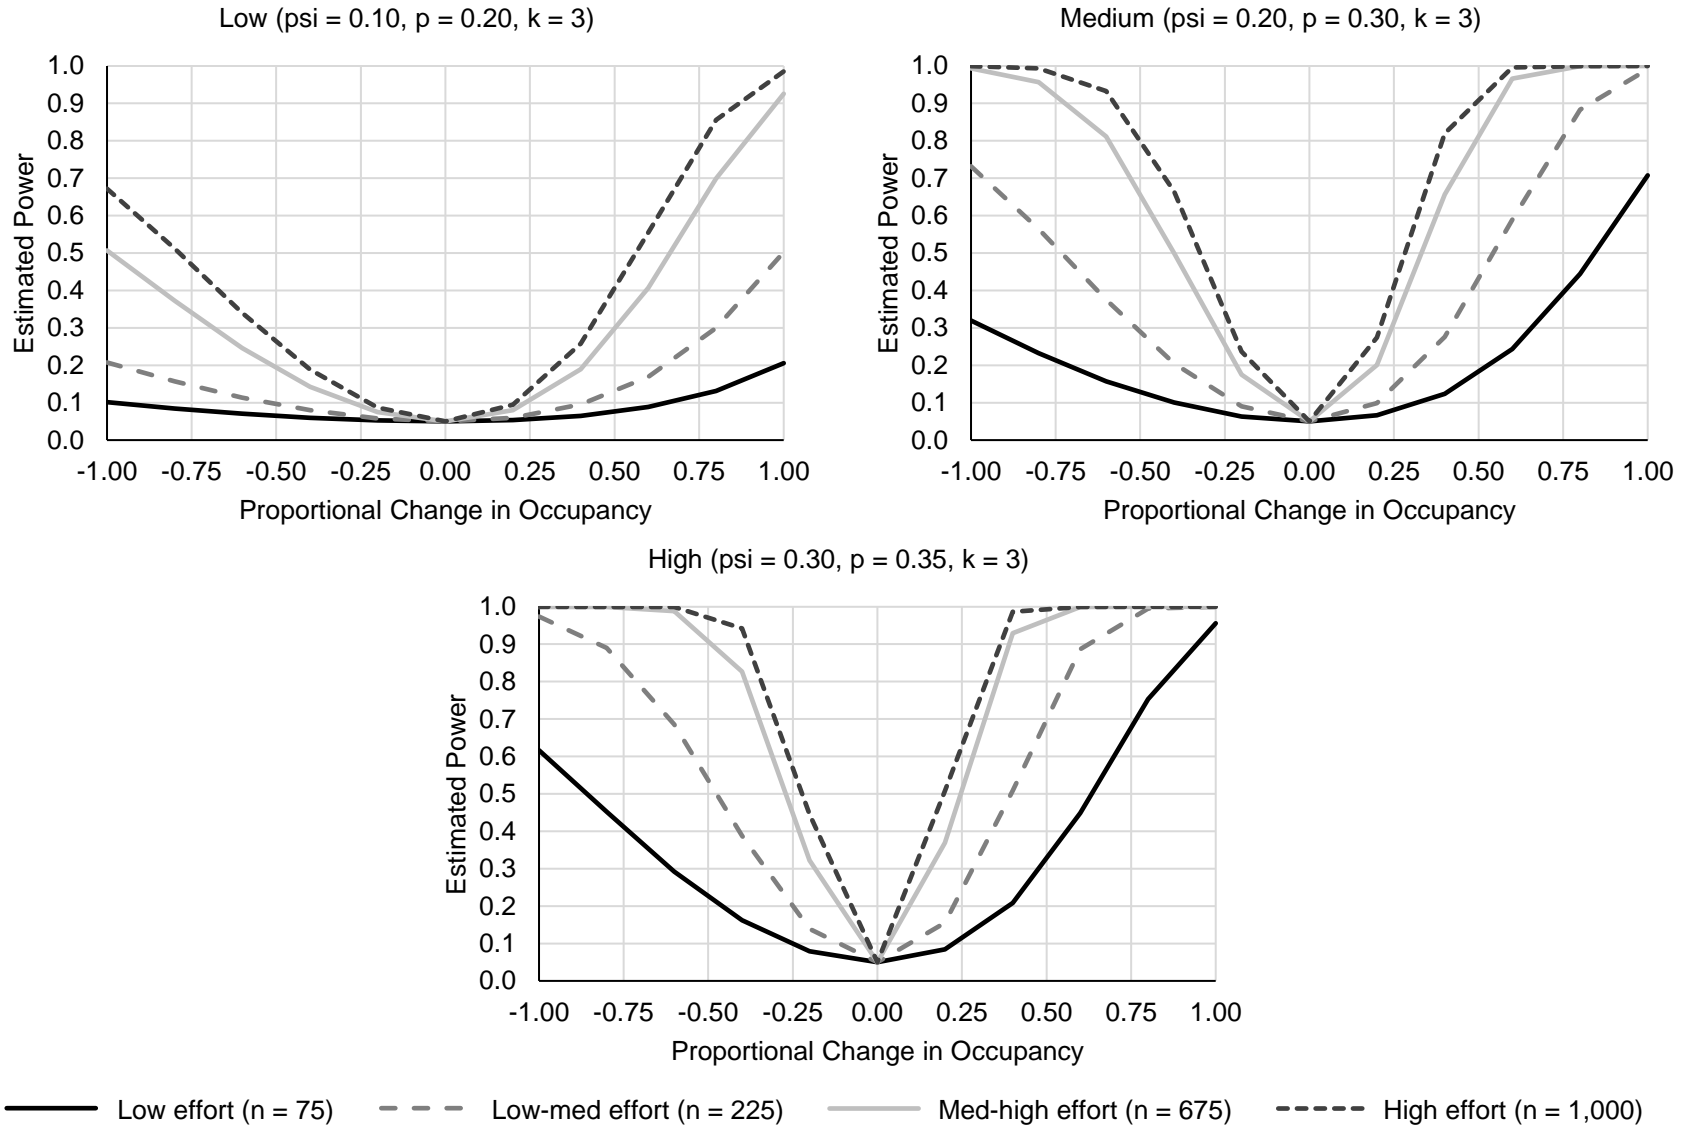 Low (psi = 0.10, p = 0.20, k = 3)
1.0
0.9
0.8
0.7
0.6
0.5
0.4
0.3
0.2
0.1
0.0
Estimated Power
-1.00 -0.75 -0.50 -0.25 0.00 0.25 0.50 0.75 1.00
Proportional Change in Occupancy
Medium (psi = 0.20, p = 0.30, k = 3)
1.0
0.9
0.8
0.7
0.6
0.5
0.4
0.3
0.2
0.1
0.0
Estimated Power
-1.00 -0.75 -0.50 -0.25 0.00 0.25 0.50 0.75 1.00
Proportional Change in Occupancy
High (psi = 0.30, p = 0.35, k = 3)
1.0
0.9
0.8
0.7
0.6
0.5
0.4
0.3
0.2
0.1
0.0
Estimated Power
-1.00 -0.75 -0.50 -0.25 0.00 0.25 0.50 0.75 1.00
Proportional Change in Occupancy
Low effort (n = 75) Low-med effort (n = 225) Med-high effort (n = 675) High effort (n = 1,000)